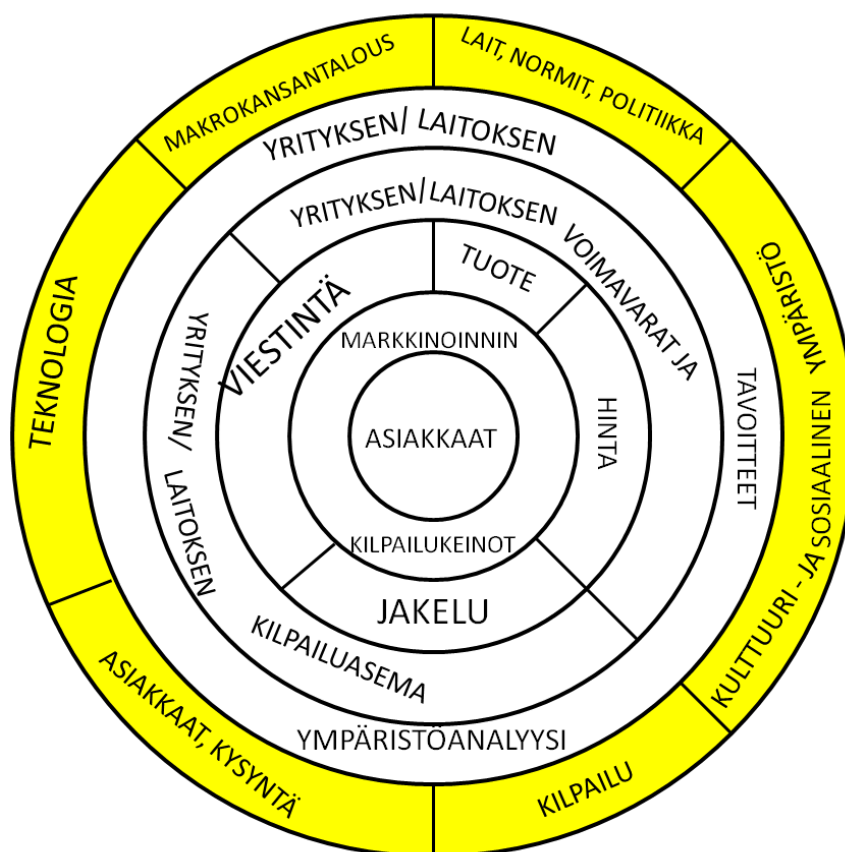 MAKROKANSANTALOUS
LAIT, NORMIT, POLITIIKKA
KULTTUURI - JA SOSIAALINEN YMPÄRISTÖ
KILPAILU
ASIAKKAAT, KYSYNTÄ
TEKNOLOGIA
YRITYKSEN/ LAITOKSEN
TAVOITTEET
YMPÄRISTÖANALYYSI
YRITYKSEN/LAITOKSEN VOIMAVARAT JA
YRITYKSEN/ LAITOKSEN
KILPAILUASEMA
VIESTINTÄ
TUOTE
HINTA
JAKELU
MARKKINOINNIN
KILPAILUKEINOT
ASIAKKAAT